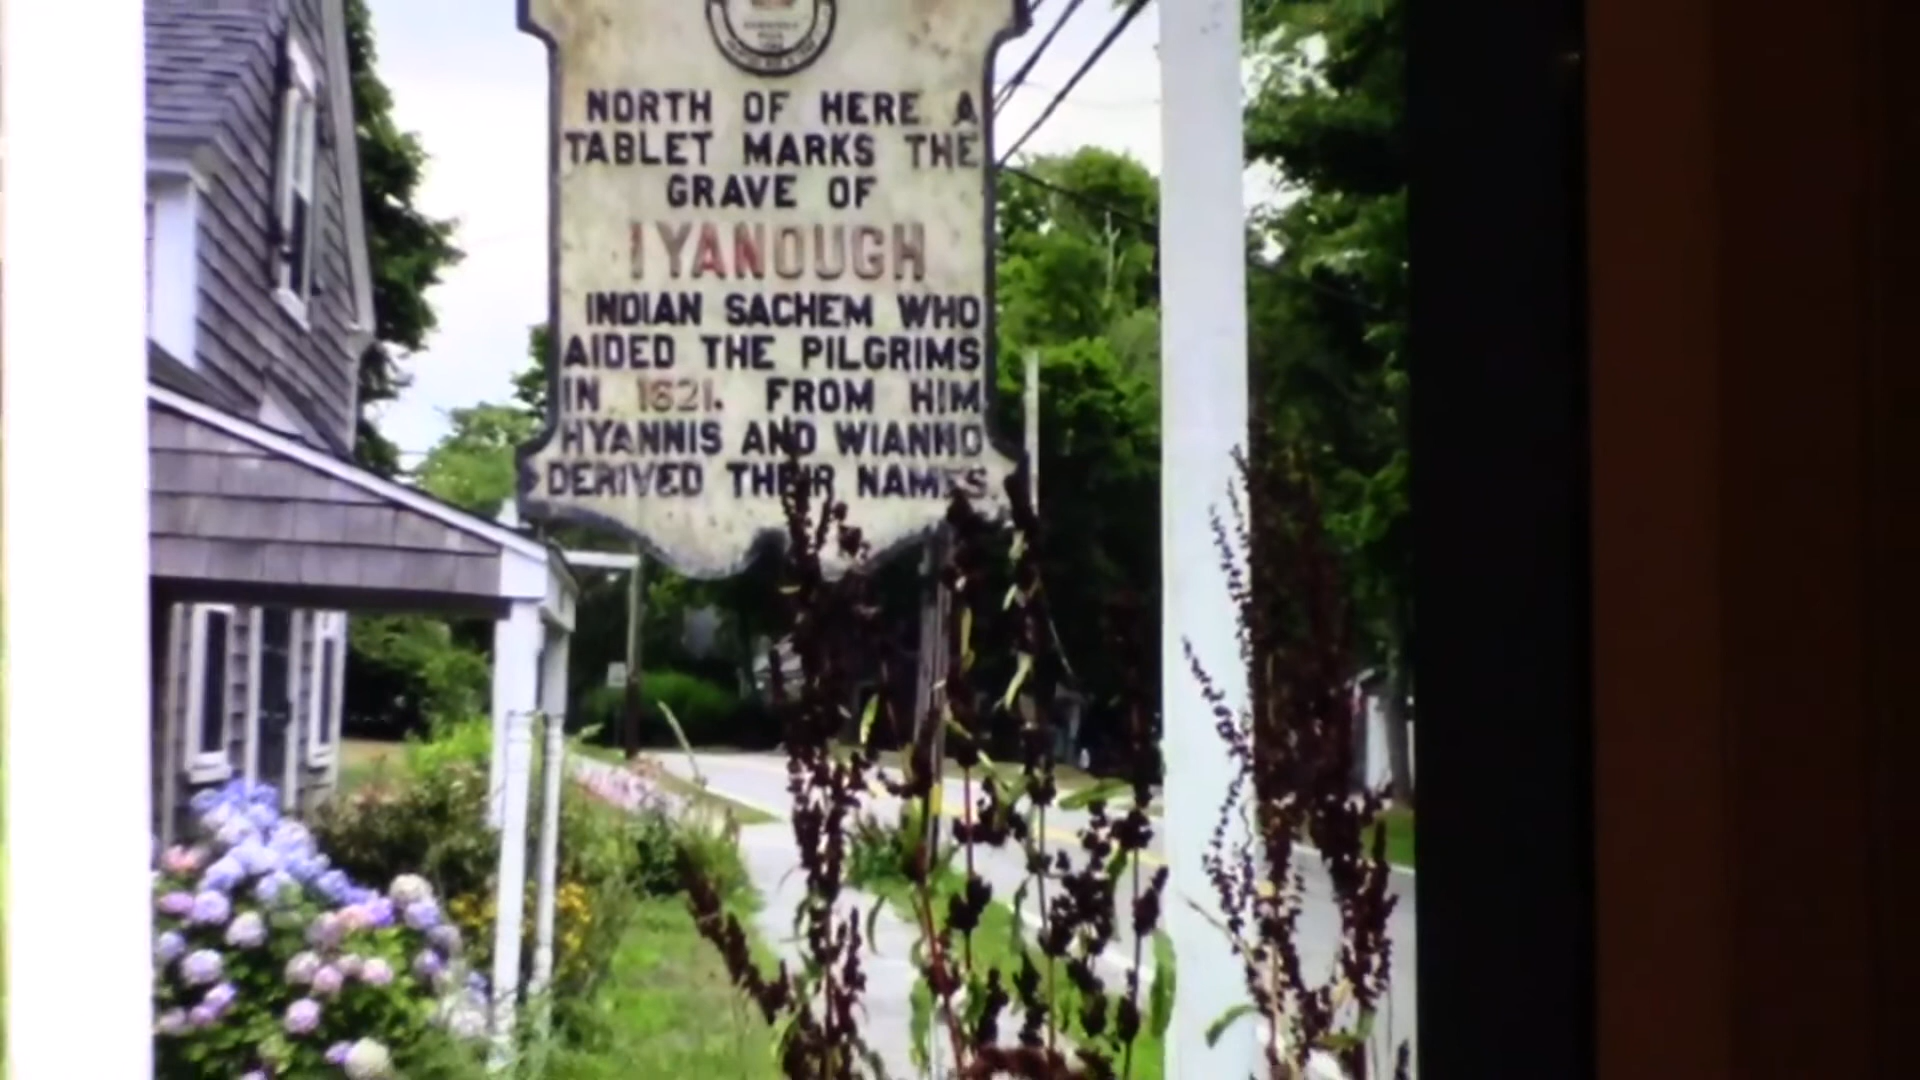 NORTH OF HERE A
TABLET MARKS THE
GRAVE OF
IYANOUGH
INDIAN SACHEM WHO
AIDED THE PILGRIMS
IN 1621. FROM HIM
HYANNIS AND WIANNO
DERIVED THEIR NAMES.